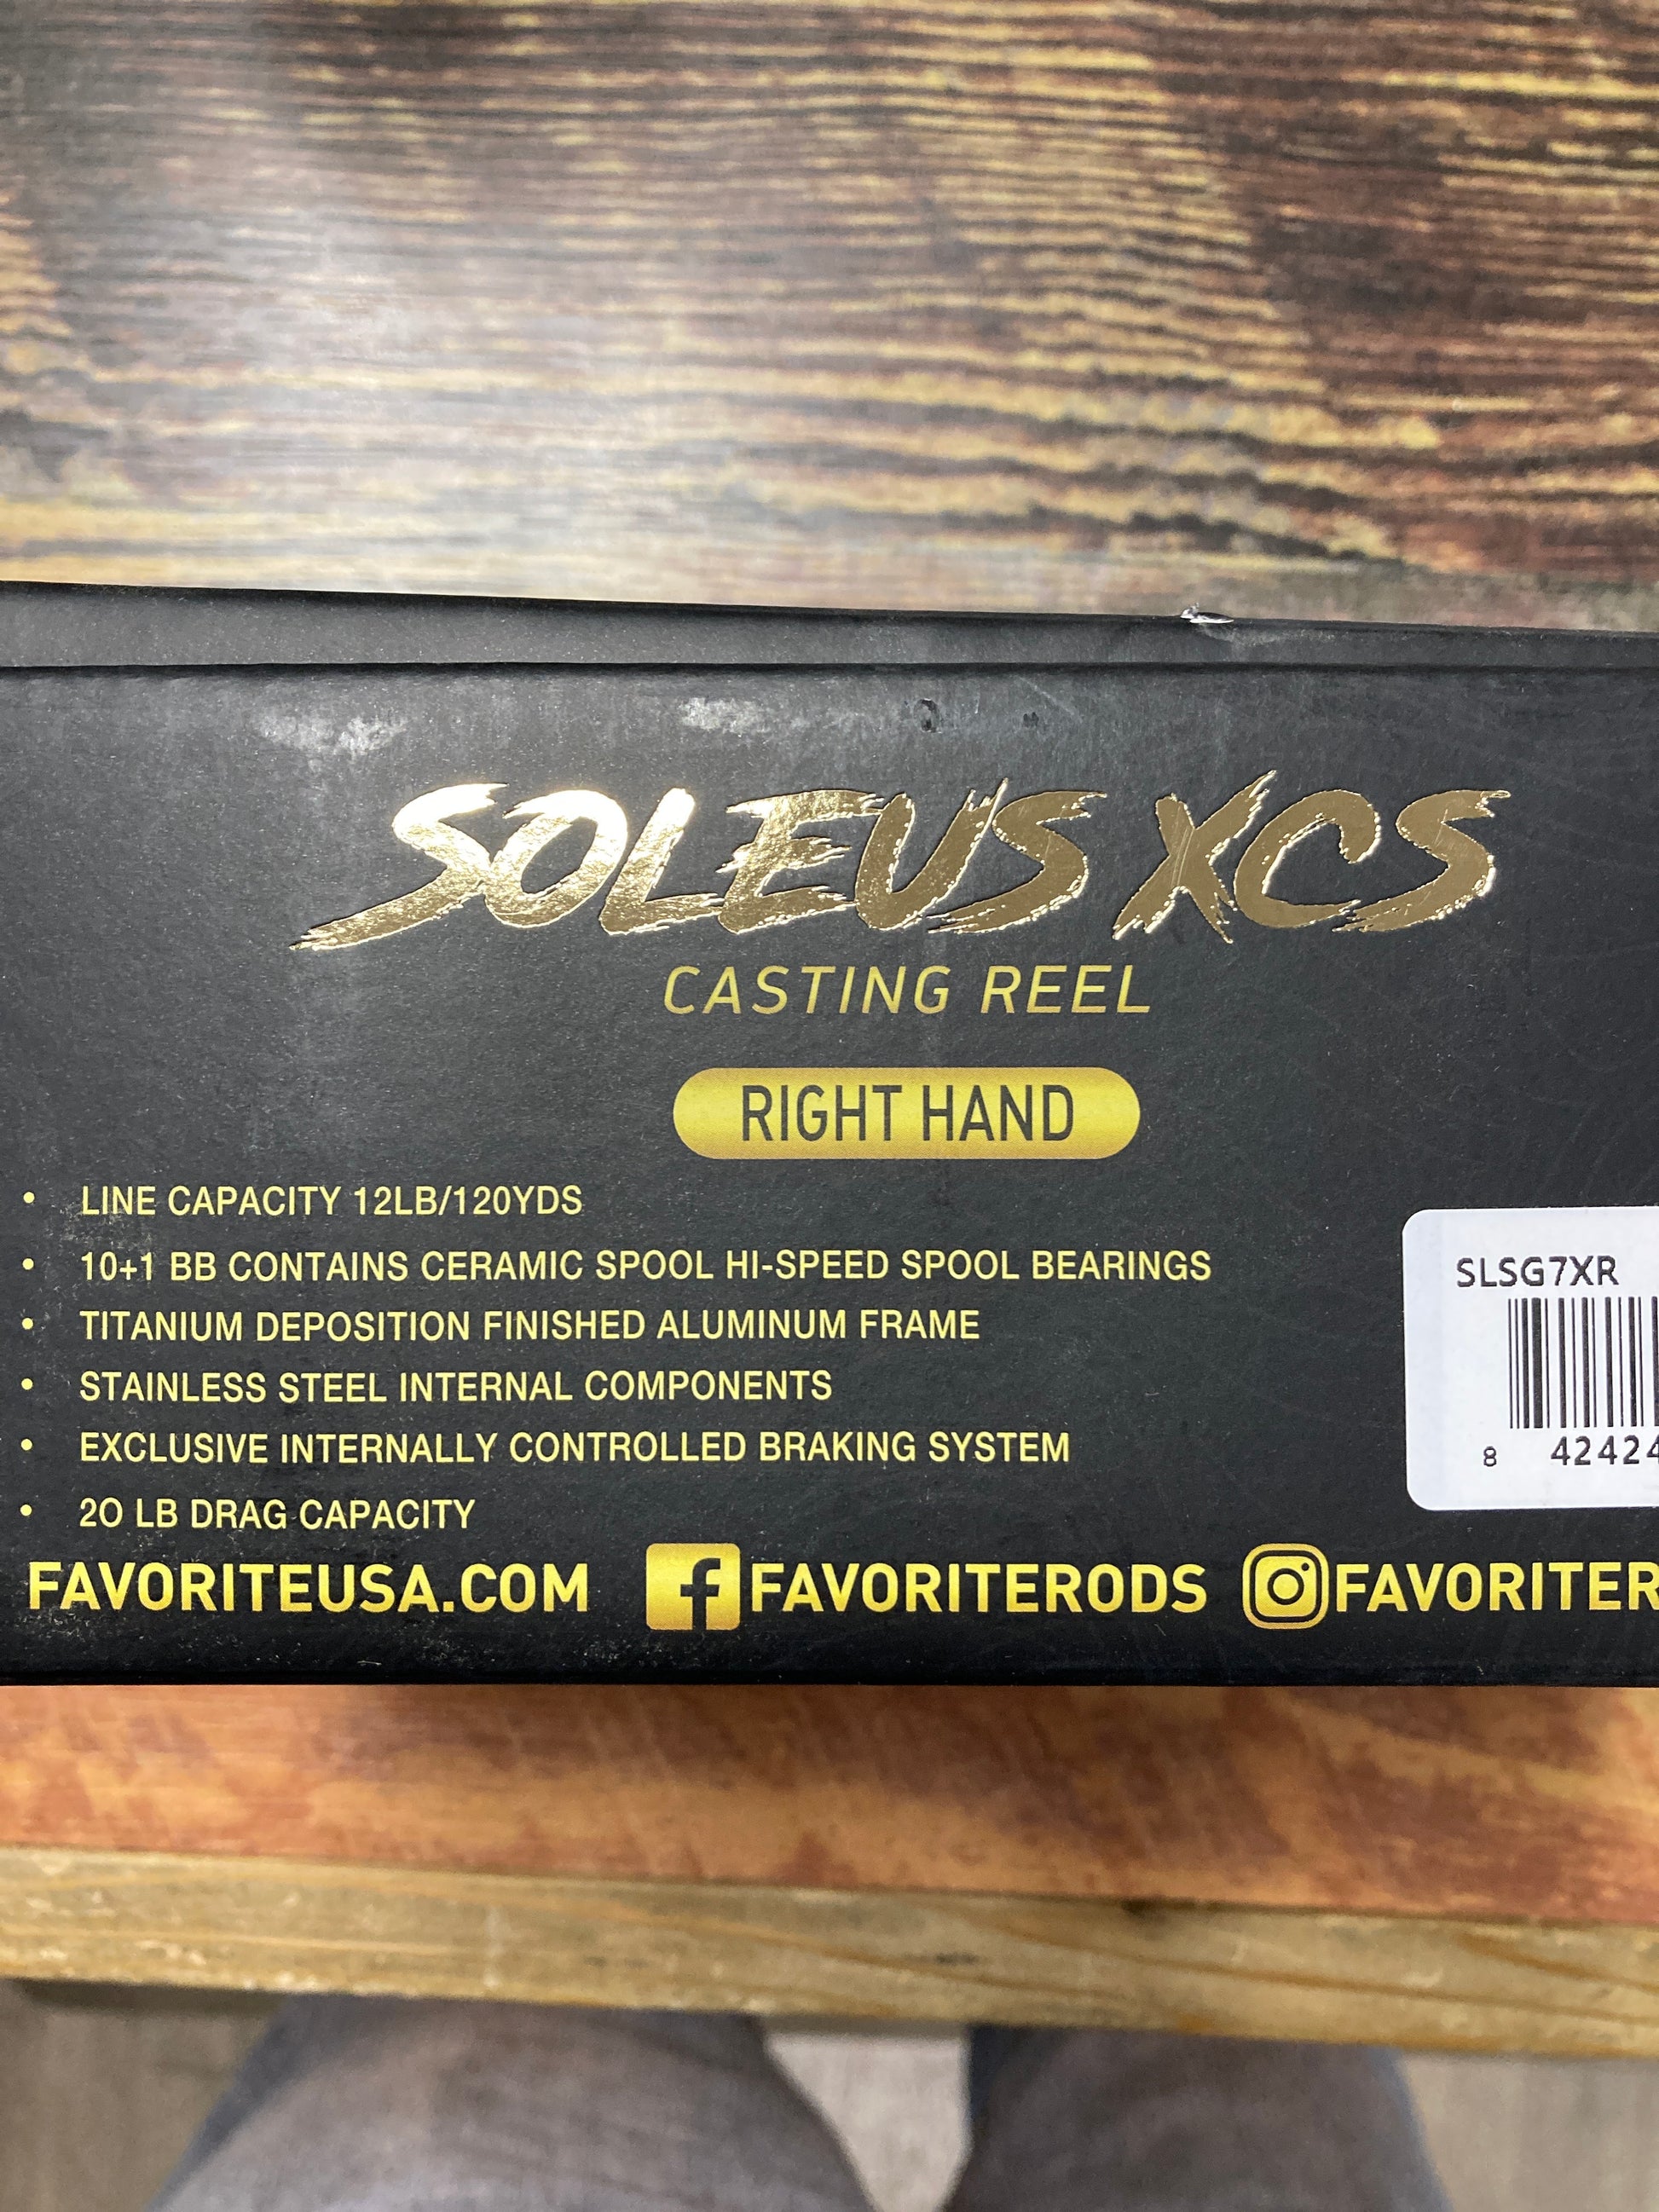 SOLEUS XCS
CASTING REEL
RIGHT HAND
• LINE CAPACITY 12LB/120YDS
• 10+1 BB CONTAINS CERAMIC SPOOL HI-SPEED SPOOL BEARINGS
• TITANIUM DEPOSITION FINISHED ALUMINUM FRAME
• STAINLESS STEEL INTERNAL COMPONENTS
• EXCLUSIVE INTERNALLY CONTROLLED BRAKING SYSTEM
• 20 LB DRAG CAPACITY
SLSG7XR
8 42424
FAVORITEUSA.COM FAVORITERODS FAVORITER